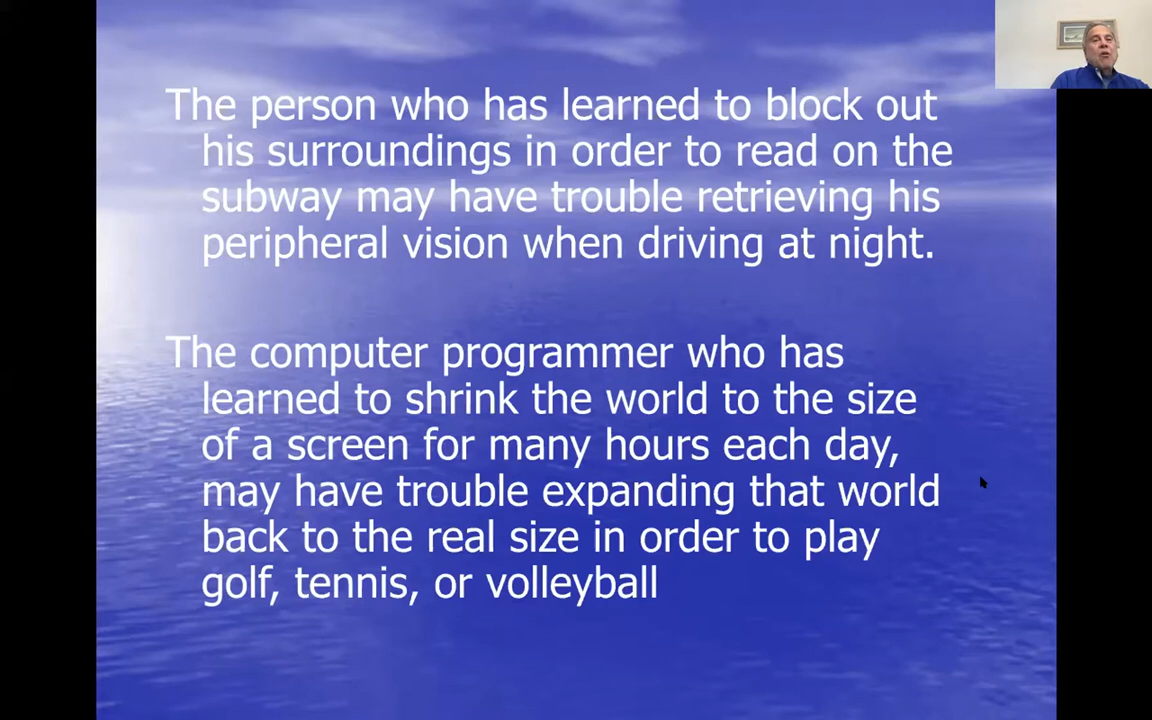 The person who has learned to block out
his surroundings in order to read on the
subway may have trouble retrieving his
peripheral vision when driving at night.
The computer programmer who has
learned to shrink the world to the size
of a screen for many hours each day,
may have trouble expanding that world
back to the real size in order to play
golf, tennis, or volleyball